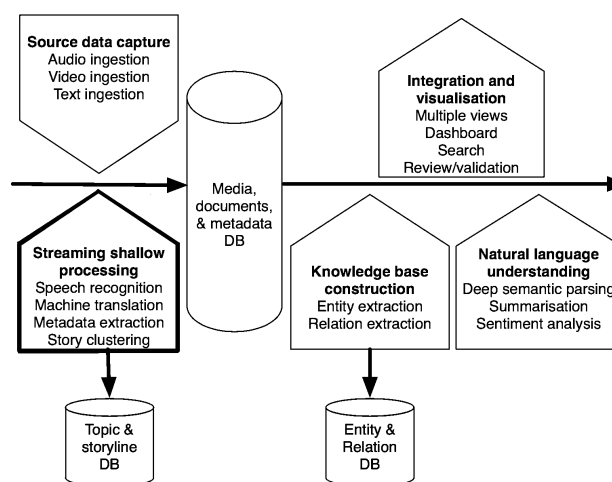 Source data capture
Audio ingestion
Video ingestion
Text ingestion
Integration and
visualisation
Multiple views
Dashboard
Search
Review/validation
Media,
documents,
& metadata
DB
Streaming shallow
processing
Speech recognition
Machine translation
Metadata extraction
Story clustering
Knowledge base
construction
Entity extraction
Relation extraction
Natural language
understanding
Deep semantic parsing
Summarisation
Sentiment analysis
Topic &
storyline
DB
Entity &
Relation
DB